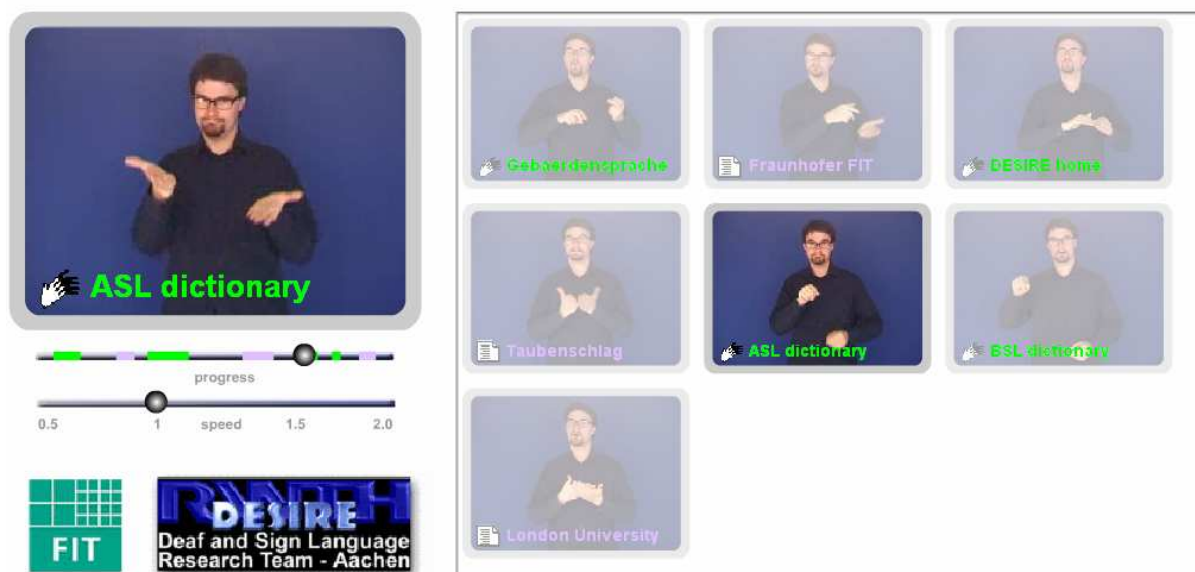 ASL dictionary
progress
0.5 1 speed 1.5 2.0
FIT
RWTH
DESIRE
Deaf and Sign Language
Research Team - Aachen
Gebaerdensprache
Fraunhofer FIT
DESIRE home
Taubenschlag
ASL dictionary
BSL dictionary
London University